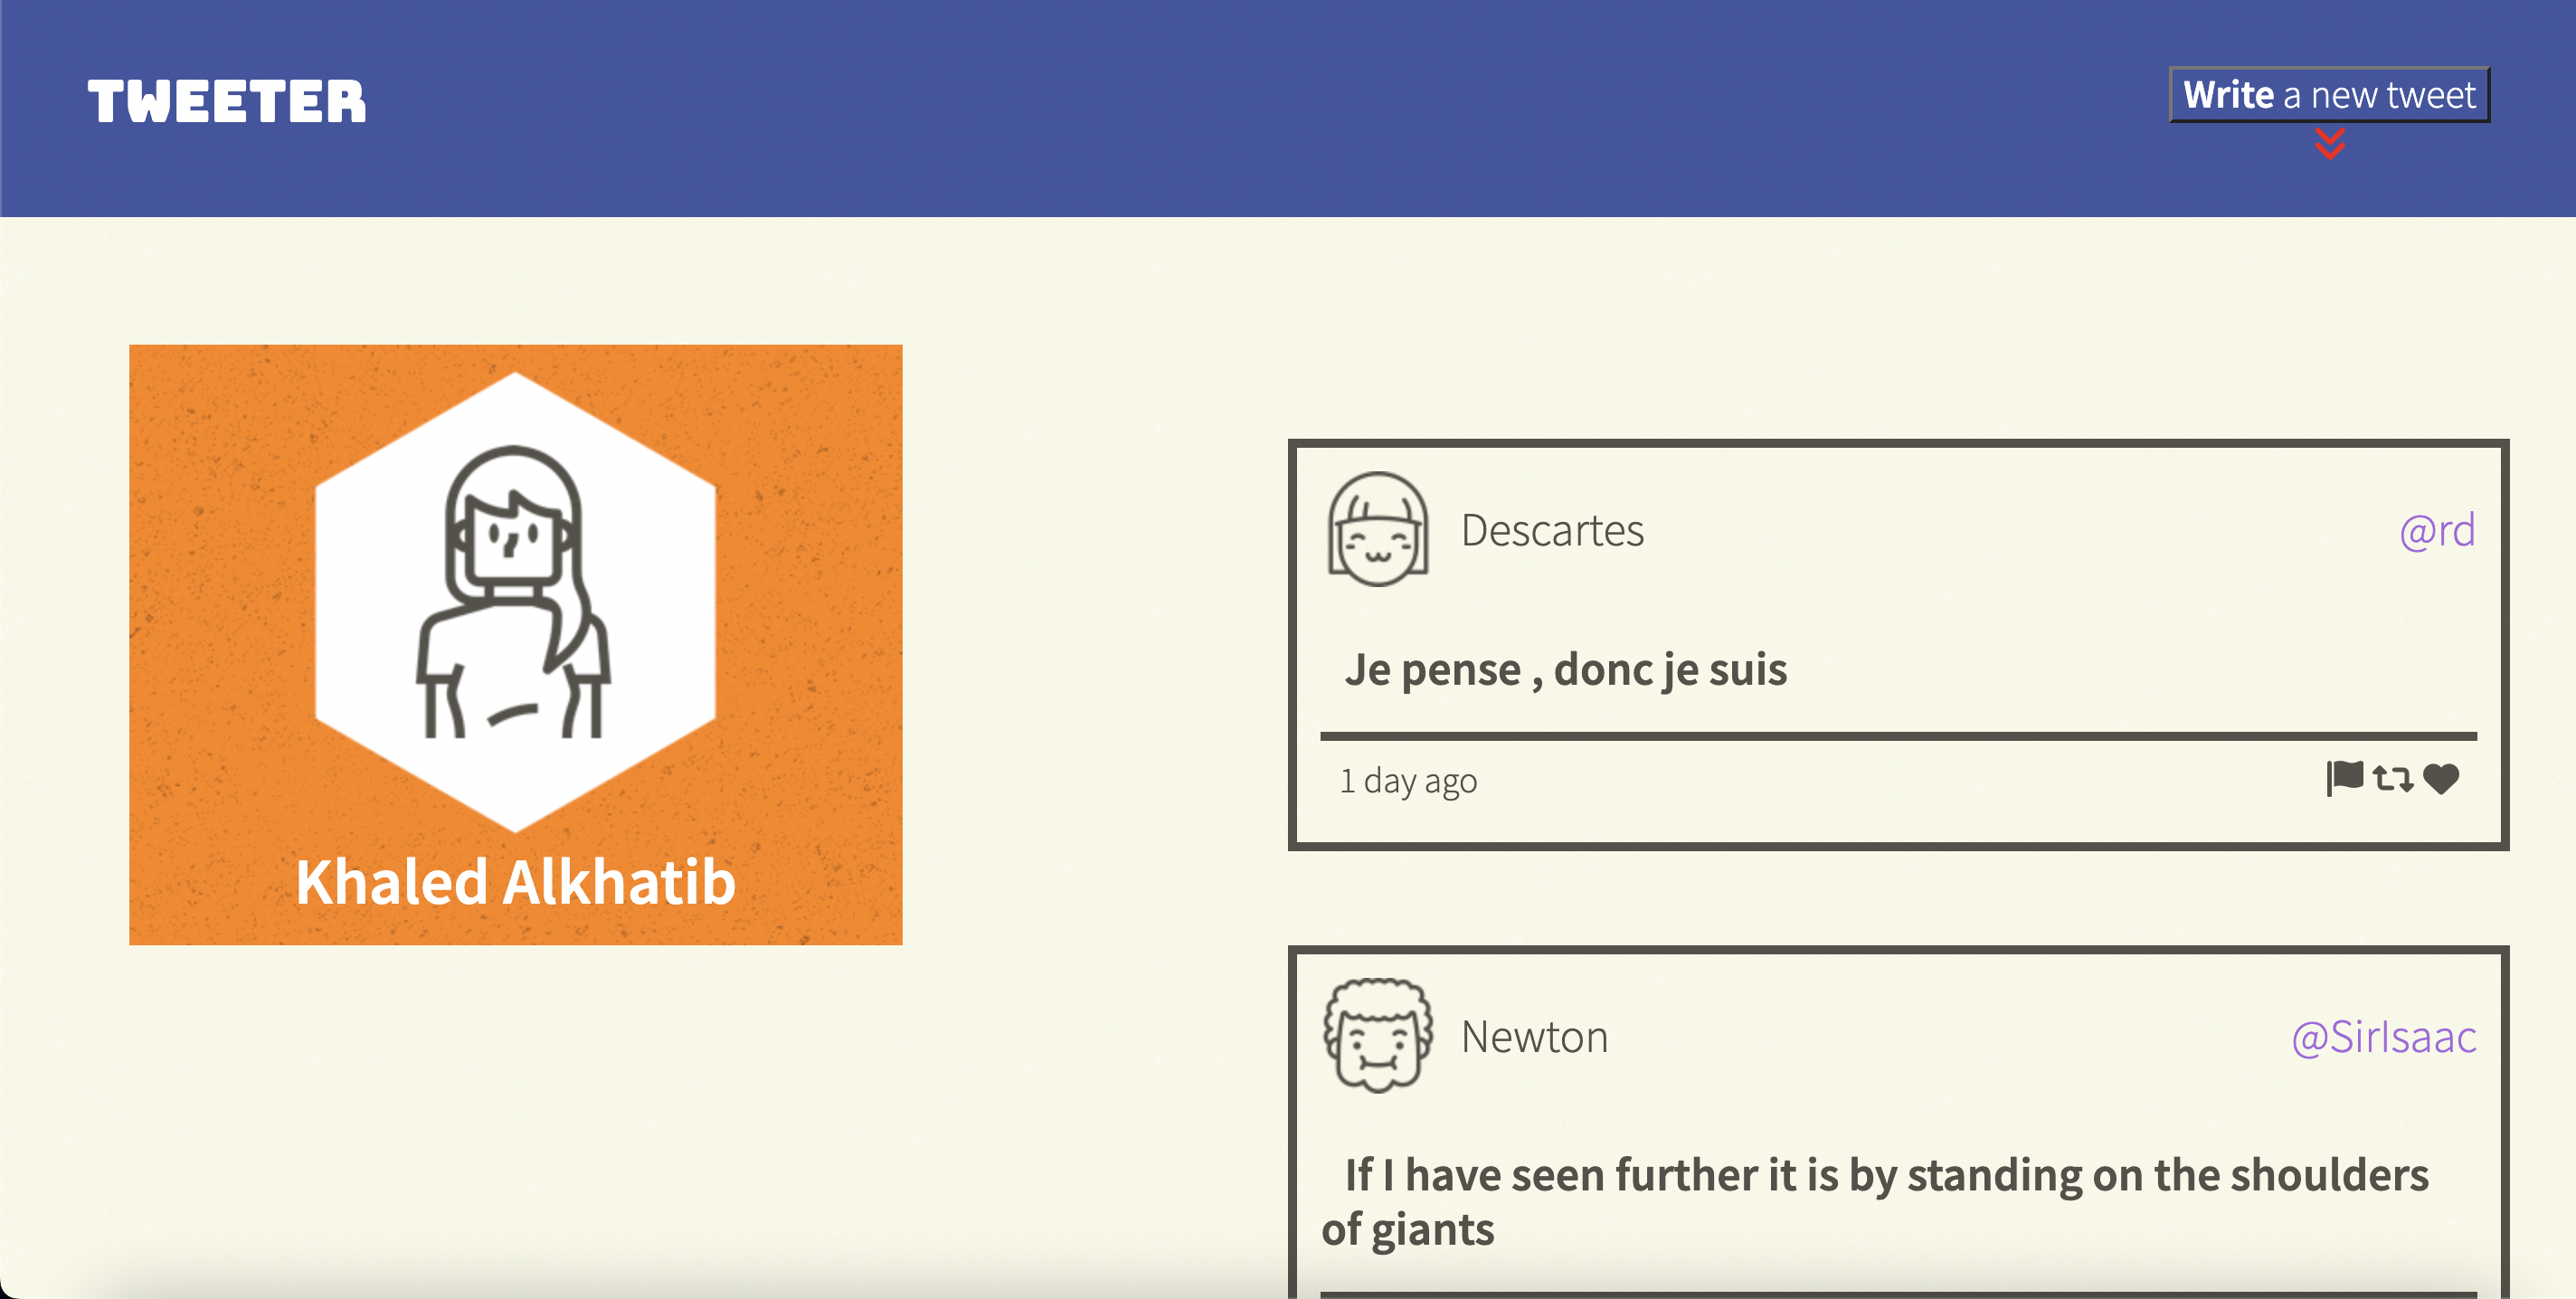 TWEETER
Write a new tweet
Khaled Alkhatib
Descartes
@rd
Je pense , donc je suis
1 day ago
Newton
@SirIsaac
If I have seen further it is by standing on the shoulders
of giants